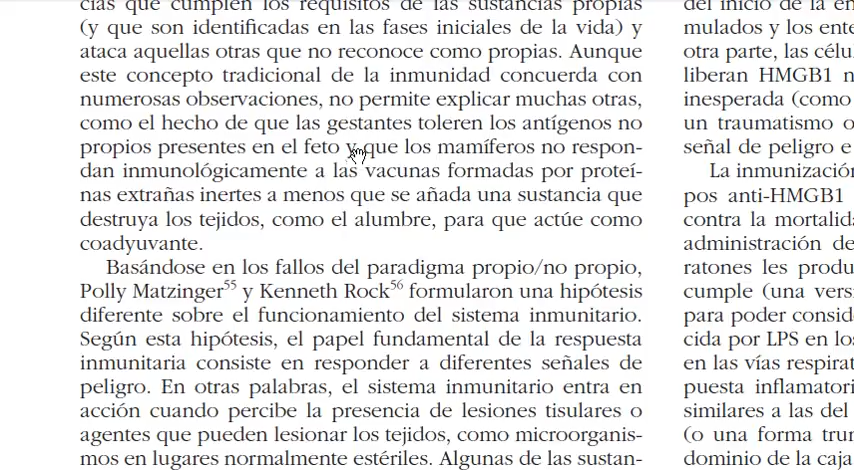 cias que cumplen los requisitos de las sustancias propias
(y que son identificadas en las fases iniciales de la vida) y
ataca aquellas otras que no reconoce como propias. Aunque
este concepto tradicional de la inmunidad concuerda con
numerosas observaciones, no permite explicar muchas otras,
como el hecho de que las gestantes toleren los antígenos no
propios presentes en el feto y que los mamíferos no respon-
dan inmunológicamente a las vacunas formadas por proteí-
nas extrañas inertes a menos que se añada una sustancia que
destruya los tejidos, como el alumbre, para que actúe como
coadyuvante.
Basándose en los fallos del paradigma propio/no propio,
Polly Matzinger55 y Kenneth Rock56 formularon una hipótesis
diferente sobre el funcionamiento del sistema inmunitario.
Según esta hipótesis, el papel fundamental de la respuesta
inmunitaria consiste en responder a diferentes señales de
peligro. En otras palabras, el sistema inmunitario entra en
acción cuando percibe la presencia de lesiones tisulares o
agentes que pueden lesionar los tejidos, como microorganis-
mos en lugares normalmente estériles. Algunas de las sustan-
del inicio de la en
mulados y los ente
otra parte, las célu
liberan HMGB1 n
inesperada (como
un traumatismo o
señal de peligro e
La inmunización
pos anti-HMGB1
contra la mortalida
administración de
ratones les produ
cumple (una versi
para poder conside
cida por LPS en los
en las vías respirat
puesta inflamatori
similares a las del
(o una forma trun
dominio de la caja